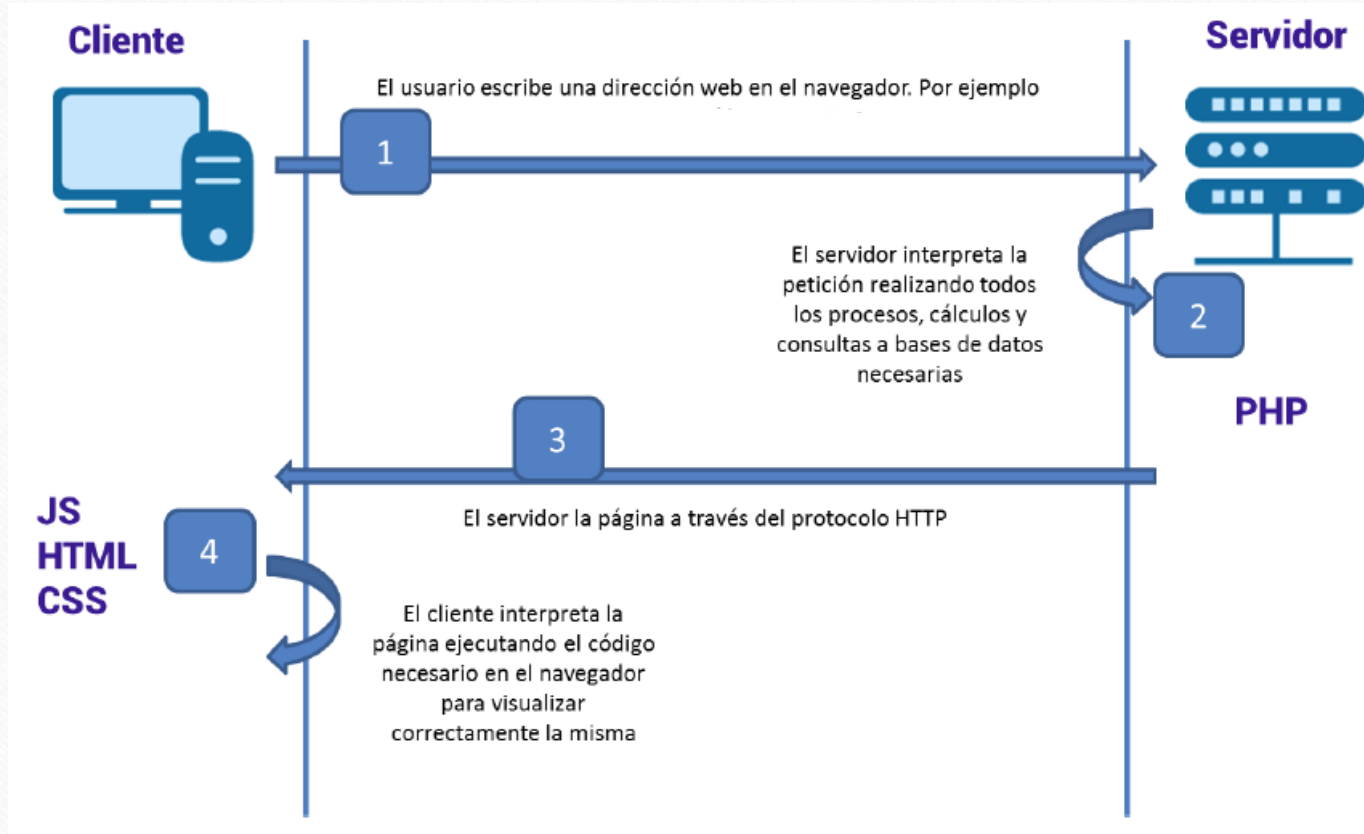 Cliente
Servidor
El usuario escribe una dirección web en el navegador. Por ejemplo
1
El servidor interpreta la
petición realizando todos
los procesos, cálculos y
consultas a bases de datos
necesarias
2
PHP
3
El servidor la página a través del protocolo HTTP
JS
HTML
CSS
4
El cliente interpreta la
página ejecutando el código
necesario en el navegador
para visualizar
correctamente la misma